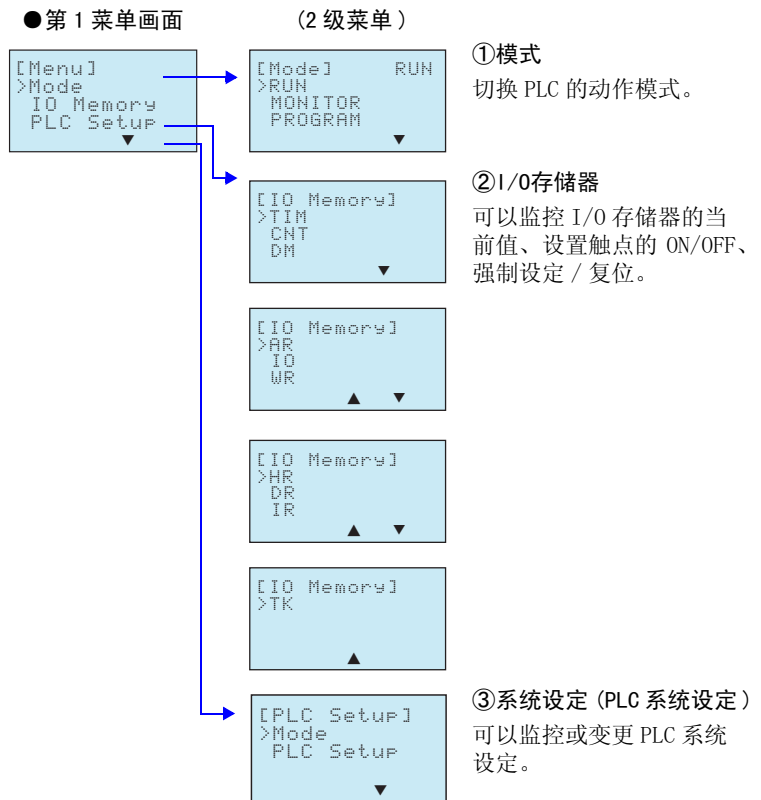 ●第 1 菜单画面
(2 级菜单)
[Menu]
>Mode
IO Memory
PLC Setup
▼
[Mode] RUN
>RUN
MONITOR
PROGRAM
▼
①模式
切换 PLC 的动作模式。
[IO Memory]
>TIM
CNT
DM
▼
②I/O存储器
可以监控 I/O 存储器的当
前值、设置触点的 ON/OFF、
强制设定 / 复位。
[IO Memory]
>AR
IO
WR
▲ ▼
[IO Memory]
>HR
DR
IR
▲ ▼
[IO Memory]
>TK
▲
[PLC Setup]
>Mode
PLC Setup
▼
③系统设定 (PLC 系统设定)
可以监控或变更 PLC 系统
设定。